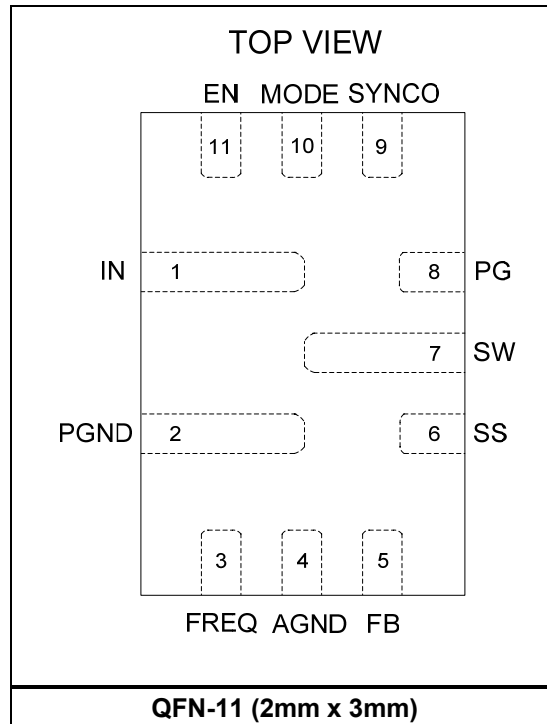 TOP VIEW
EN MODE SYNCO
11 10 9
IN 1 8 PG
7 SW
PGND 2 6 SS
3 4 5
FREQ AGND FB
QFN-11 (2mm x 3mm)